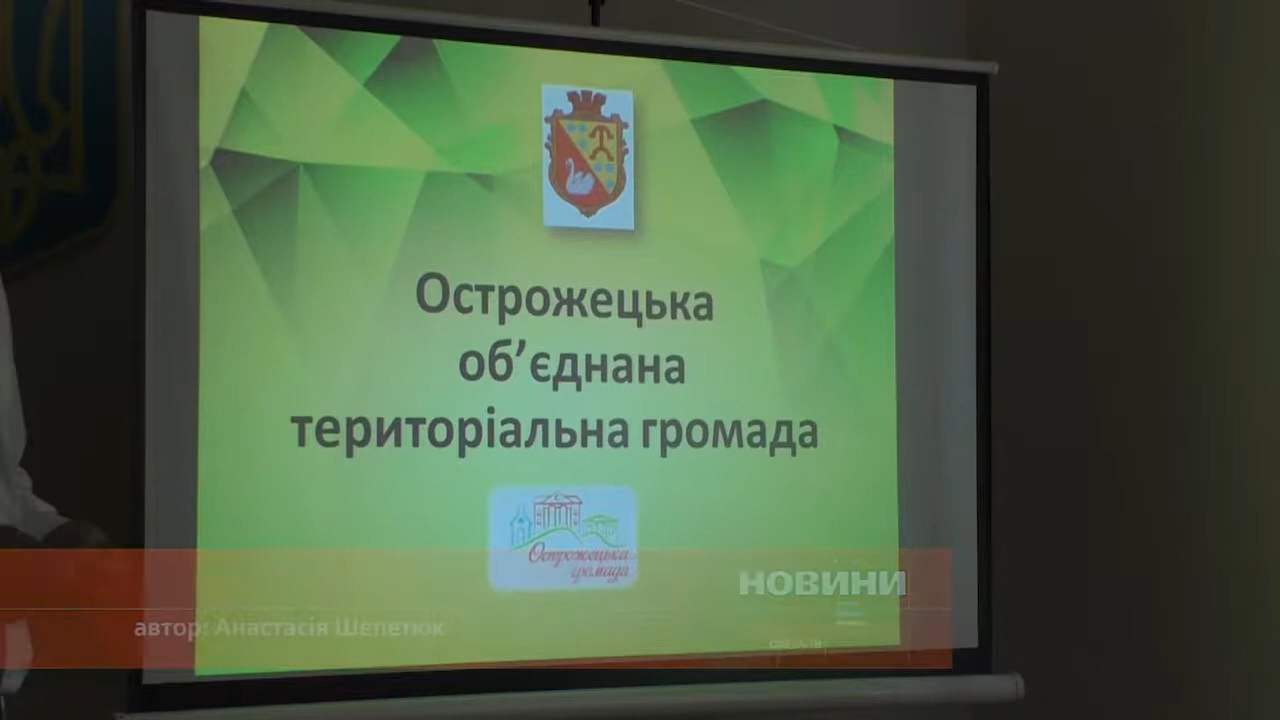 Острожецька
об’єднана
територіальна громада
Острожецька
громада
НОВИНИ
автор: Анастасія Шепетюк